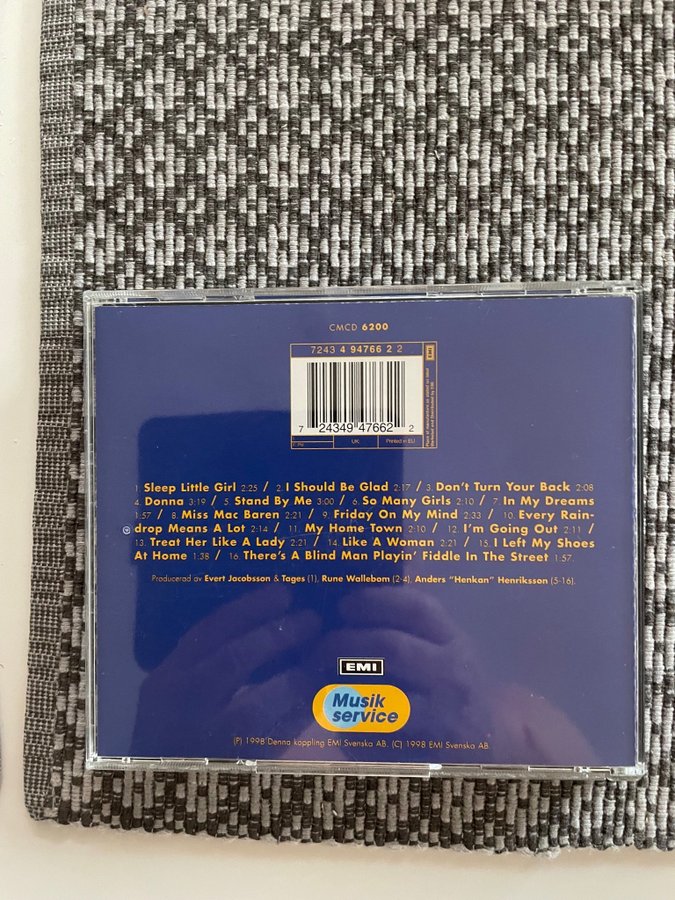 CMCD 6200
7243 4 94766 2 2
EMI
7 24349 47662 2
UK:
Printed in EU
1. Sleep Little Girl 2:25 / 2. I Should Be Glad 2:17 / 3. Don't Turn Your Back 2:08
4. Donna 3:19 / 5. Stand By Me 3:00 / 6. So Many Girls 2:10 / 7. In My Dreams
1:57 / 8. Miss Mac Baren 2:21 / 9. Friday On My Mind 2:33 / 10. Every Rain-
drop Means A Lot 2:14 / 11. My Home Town 2:10 / 12. I'm Going Out 2:11 /
13. Treat Her Like A Lady 2:21 / 14. Like A Woman 2:21 / 15. I Left My Shoes
At Home 1:38 / 16. There's A Blind Man Playin' Fiddle In The Street 1:57.
Producerad av Evert Jacobsson & Tages (1), Rune Wallebom (2-4), Anders "Henkan" Henriksson (5-16).
EMI
Musik
service
(P) 1998 Denna koppling EMI Svenska AB. (C) 1998 EMI Svenska AB.